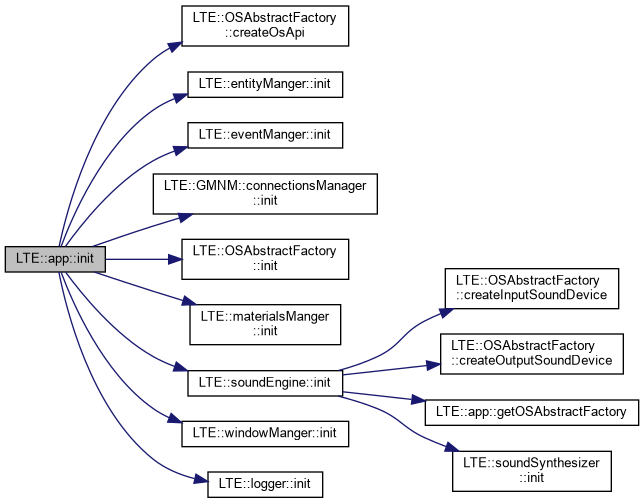 LTE::OSAbstractFactory
::createOsApi
LTE::entityManger::init
LTE::eventManger::init
LTE::GMNM::connectionsManager
::init
LTE::app::init
LTE::OSAbstractFactory
::init
LTE::materialsManger
::init
LTE::soundEngine::init
LTE::windowManger::init
LTE::logger::init
LTE::OSAbstractFactory
::createInputSoundDevice
LTE::OSAbstractFactory
::createOutputSoundDevice
LTE::app::getOSAbstractFactory
LTE::soundSynthesizer
::init